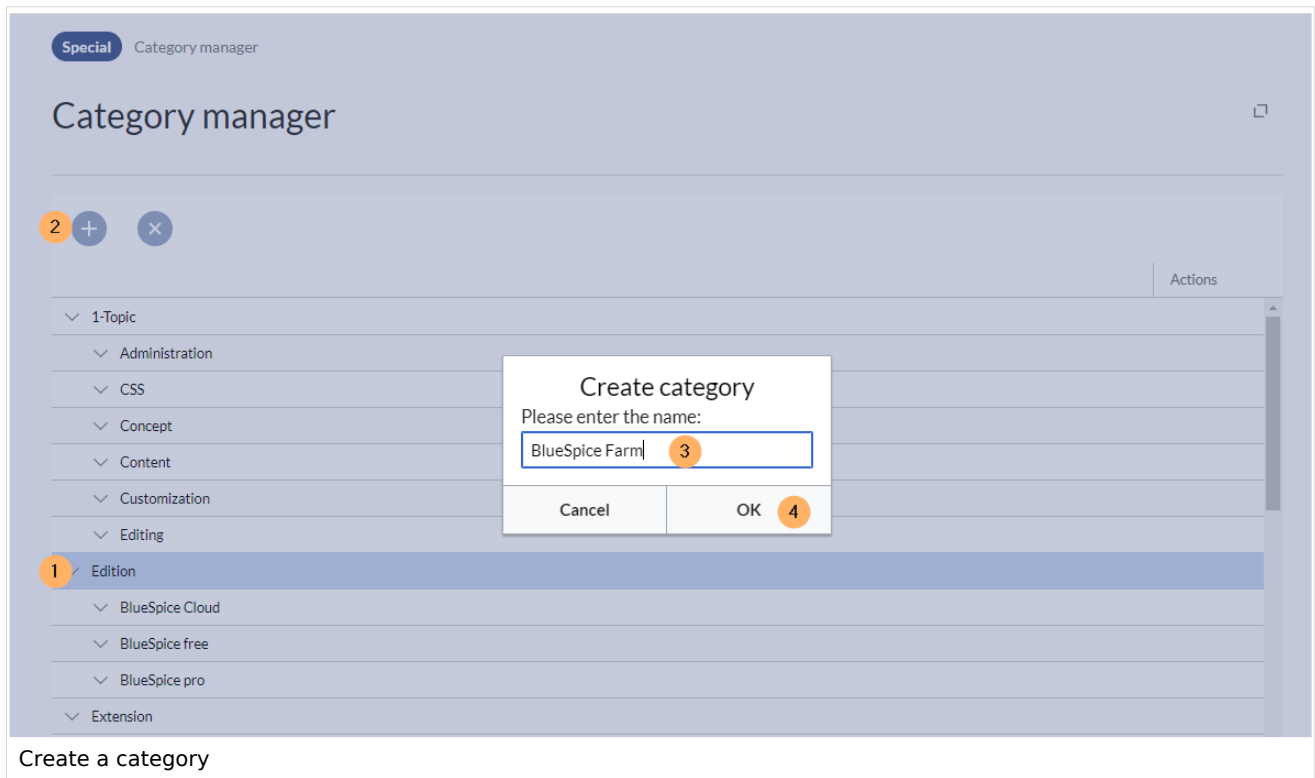 Special Category manager
Category manager
2
Actions
1-Topic
Administration
CSS
Concept
Content
Customization
Editing
Create category
Please enter the name:
BlueSpice Farm 3
Cancel OK 4
1 Edition
BlueSpice Cloud
BlueSpice free
BlueSpice pro
Extension
Create a category